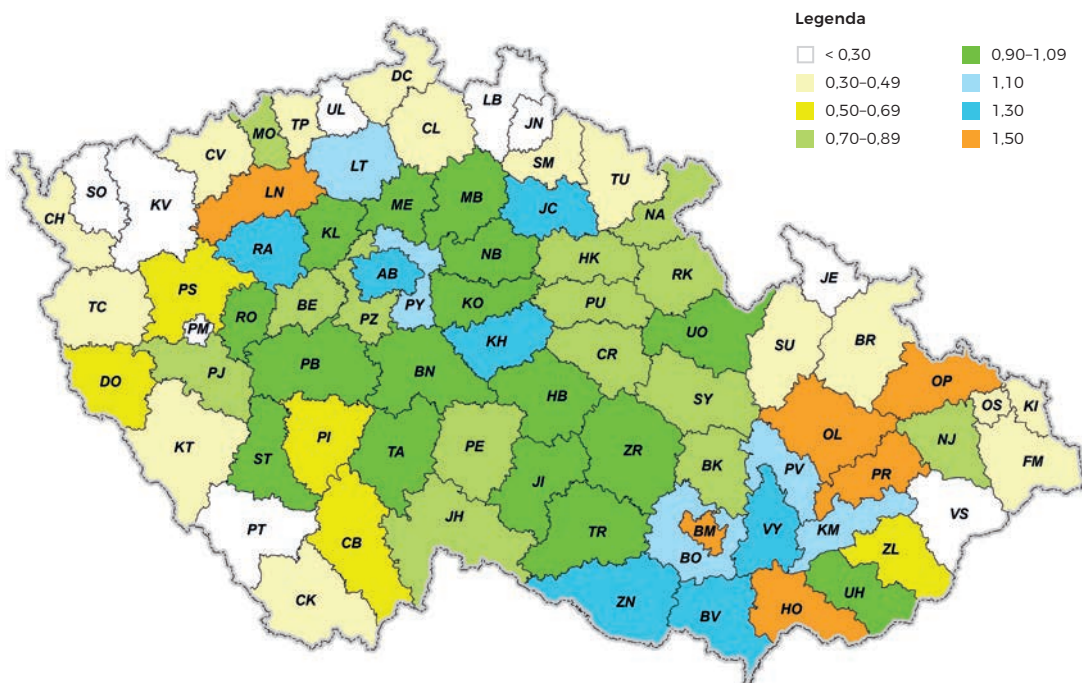 Legenda
< 0,30
0,30–0,49
0,50–0,69
0,70–0,89
0,90–1,09
1,10
1,30
1,50
DC
LB
UL
JN
TP
MO
CL
CV
LT
SM
TU
SO
KV
CH
LN
ME
MB
JC
NA
KL
RA
NB
HK
RK
AB
JE
PS
TC
BE
PY
KO
PU
RO
PZ
PM
UO
KH
SU
BR
CR
DO
PJ
PB
BN
OP
HB
SY
OS
KI
PI
OL
KT
ST
TA
PE
ZR
NJ
FM
BK
PV
PR
JI
JH
VS
PT
CB
TR
BM
VY
KM
BO
ZL
UH
CK
ZN
BV
HO